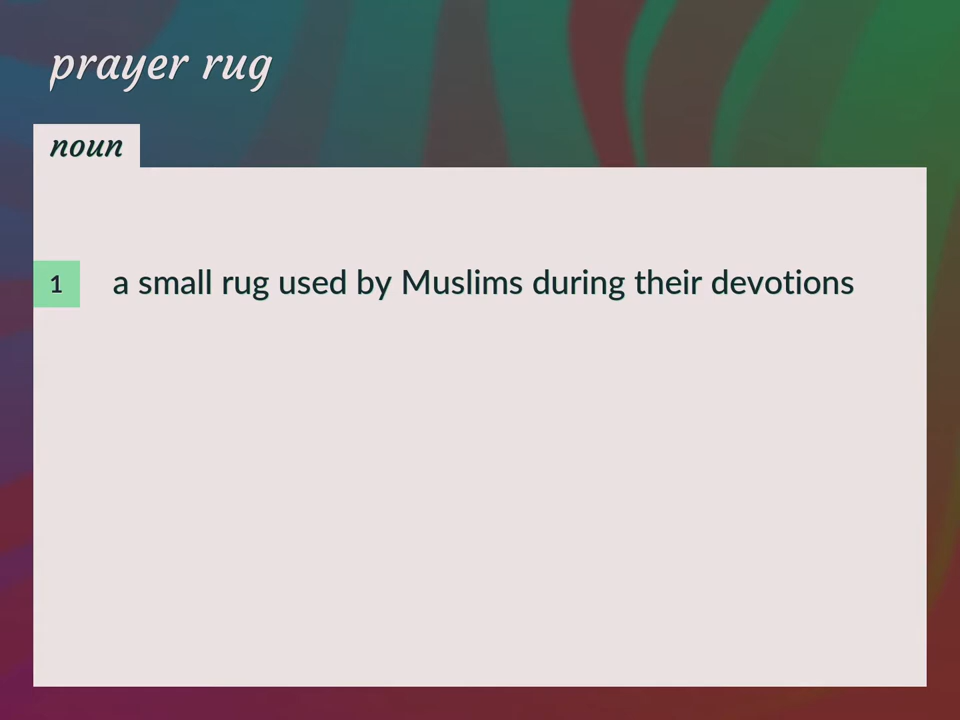 prayer rug
noun
1 a small rug used by Muslims during their devotions